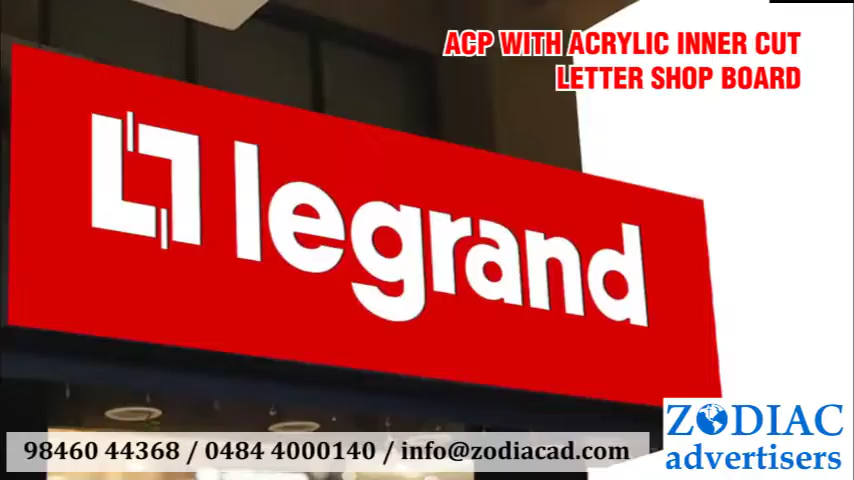 ACP WITH ACRYLIC INNER CUT
LETTER SHOP BOARD
legrand
98460 44368 / 0484 4000140 / info@zodiacad.com
ZODIAC
advertisers